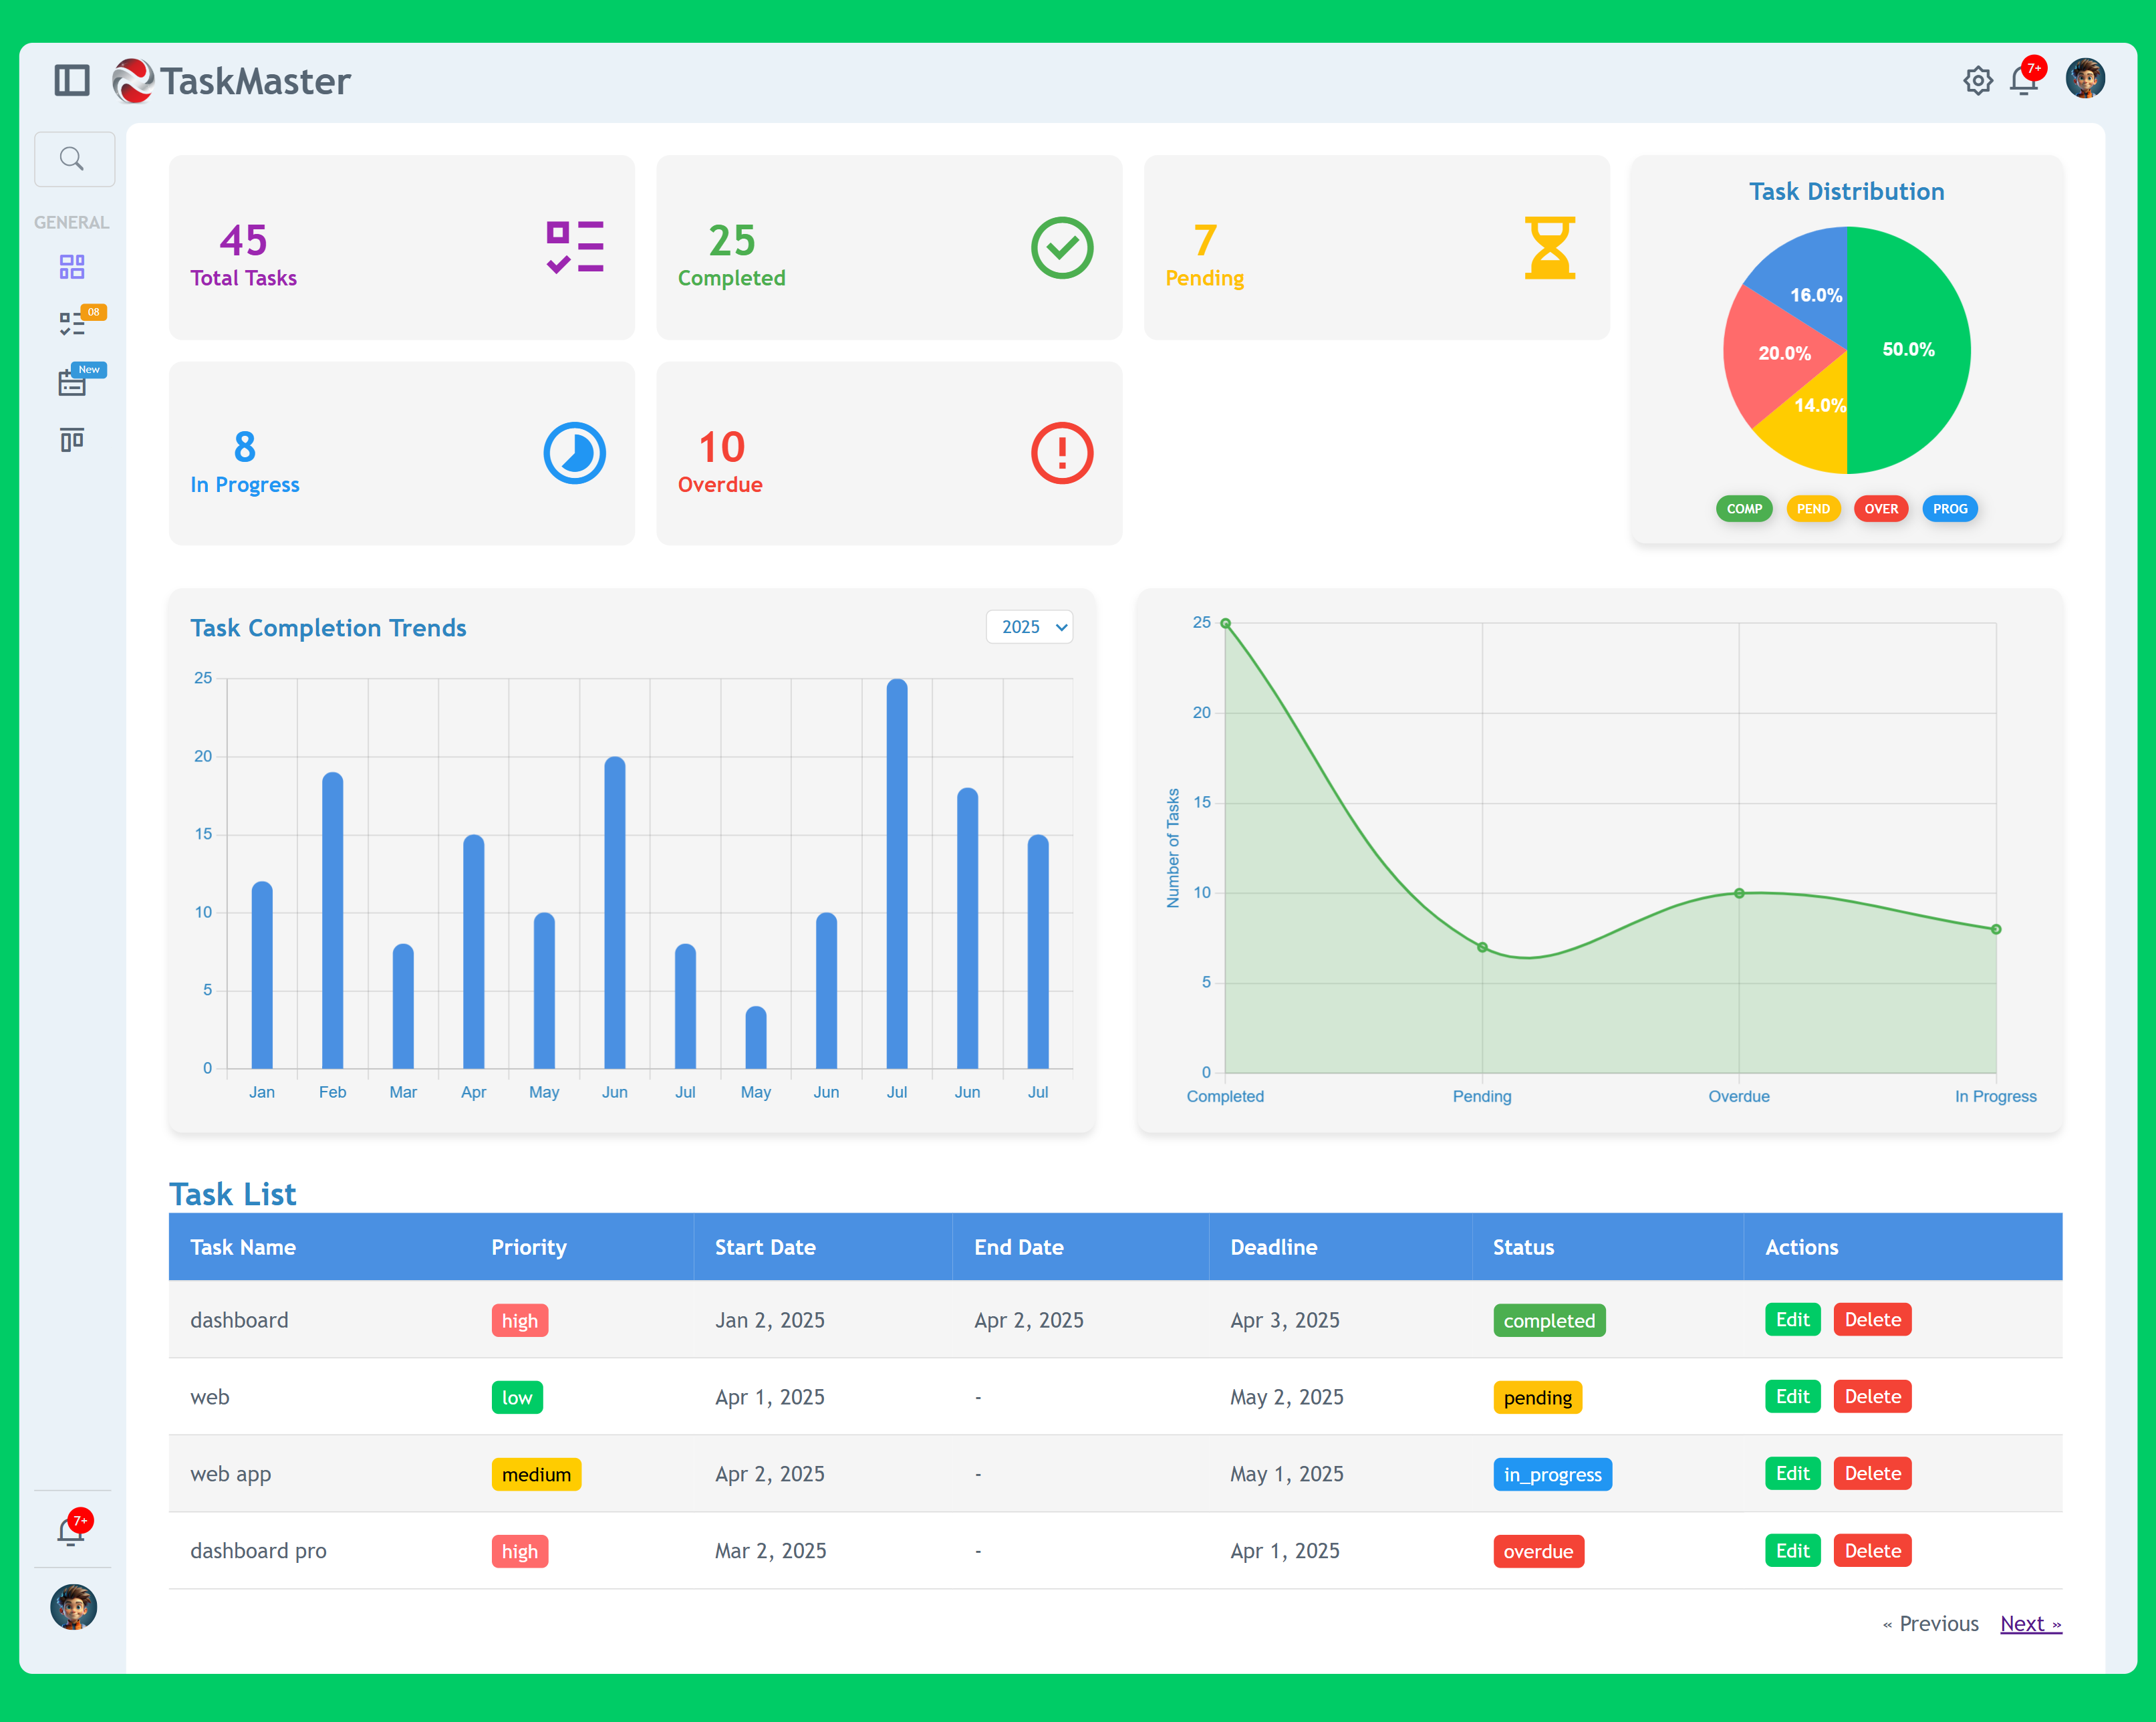 TaskMaster
7+
GENERAL
08
New
7+
45
Total Tasks
25
Completed
7
Pending
8
In Progress
10
Overdue
Task Distribution
16.0%
50.0%
20.0%
14.0%
COMP PEND OVER PROG
Task Completion Trends
2025
25
20
15
10
5
0
Jan Feb Mar Apr May Jun Jul May Jun Jul Jun Jul
Number of Tasks
25
20
15
10
5
0
Completed Pending Overdue In Progress
Task List
Task Name Priority Start Date End Date Deadline Status Actions
dashboard high Jan 2, 2025 Apr 2, 2025 Apr 3, 2025 completed Edit Delete
web low Apr 1, 2025 - May 2, 2025 pending Edit Delete
web app medium Apr 2, 2025 - May 1, 2025 in_progress Edit Delete
dashboard pro high Mar 2, 2025 - Apr 1, 2025 overdue Edit Delete
« Previous Next »